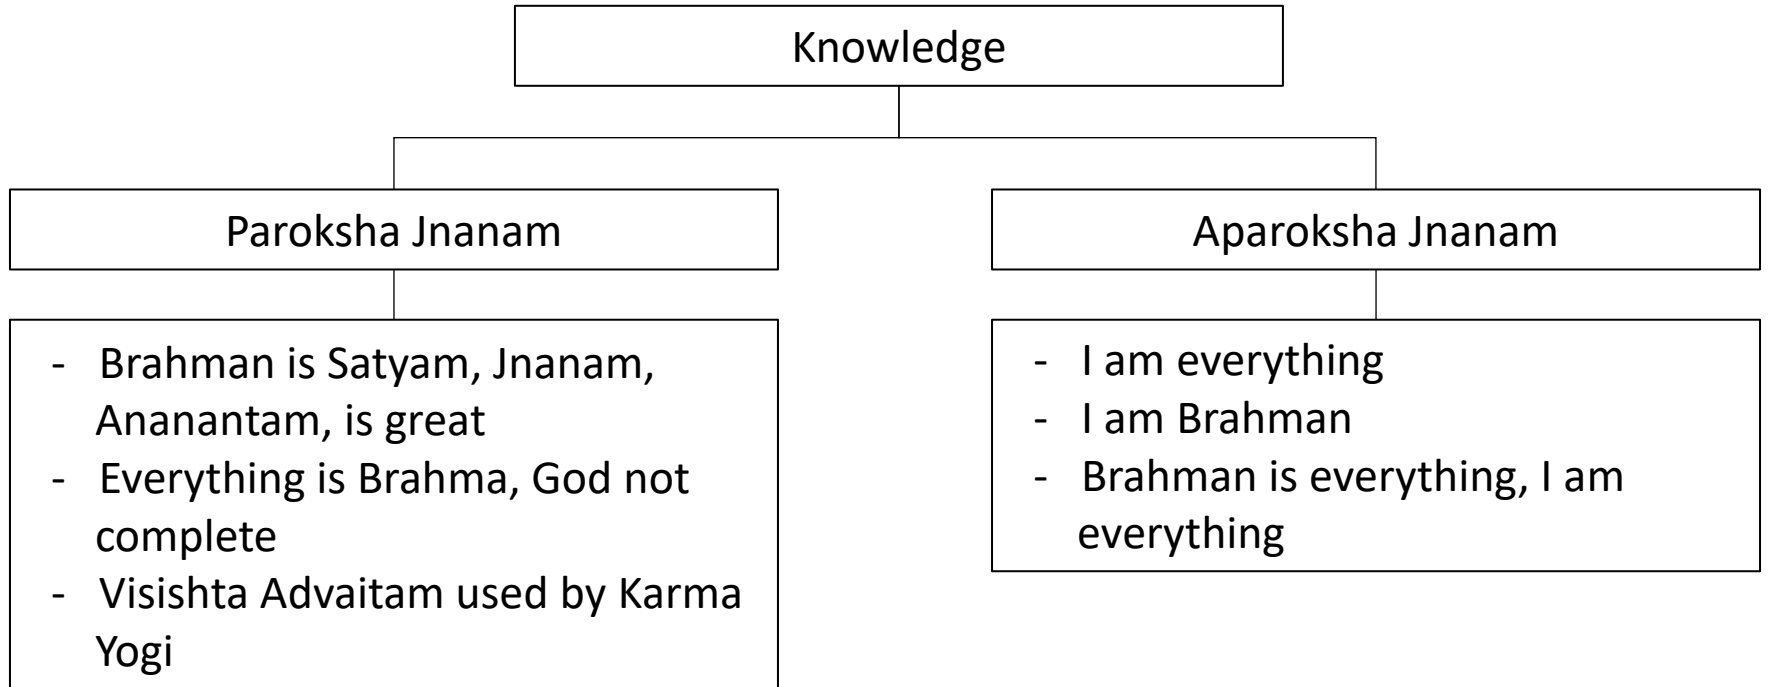 Knowledge
Paroksha Jnanam
- Brahman is Satyam, Jnanam,
Ananantam, is great
- Everything is Brahma, God not
complete
- Visishta Advaitam used by Karma
Yogi
Aparoksha Jnanam
- I am everything
- I am Brahman
- Brahman is everything, I am
everything